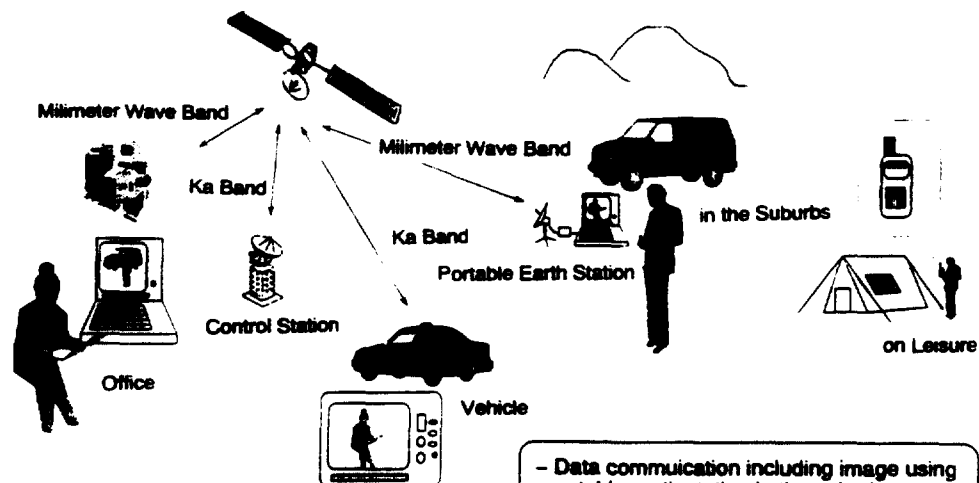 Milimeter Wave Band
Milimeter Wave Band
Ka Band
in the Suburbs
Ka Band
Portable Earth Station
Control Station
on Leisure
Office
Vehicle
– Data commuication including image using